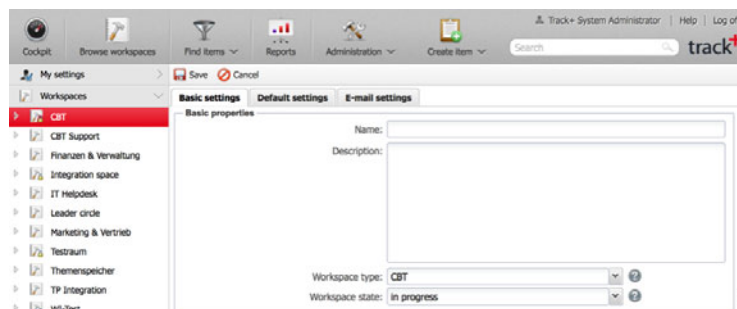 Track+ System Administrator | Help | Log of
Cockpit Browse workspaces Find items Reports Administration Create item Search track+
My settings Save Cancel
Workspaces Basic settings Default settings E-mail settings
Basic properties
CBT Name:
CBT Support Description:
Finanzen & Verwaltung
Integration space
IT Helpdesk
Leader circle
Marketing & Vertrieb
Testraum
Themenspeicher Workspace type: CBT
TP Integration Workspace state: in progress